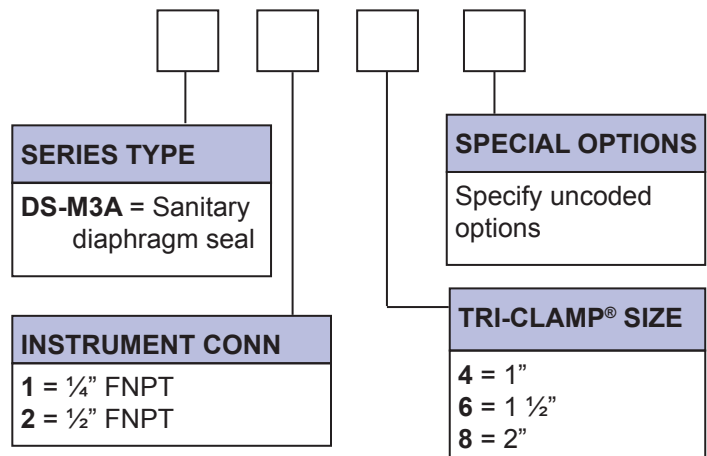 SERIES TYPE
DS-M3A = Sanitary
diaphragm seal
INSTRUMENT CONN
1 = ¼” FNPT
2 = ½” FNPT
SPECIAL OPTIONS
Specify uncoded
options
TRI-CLAMP® SIZE
4 = 1”
6 = 1 ½”
8 = 2”